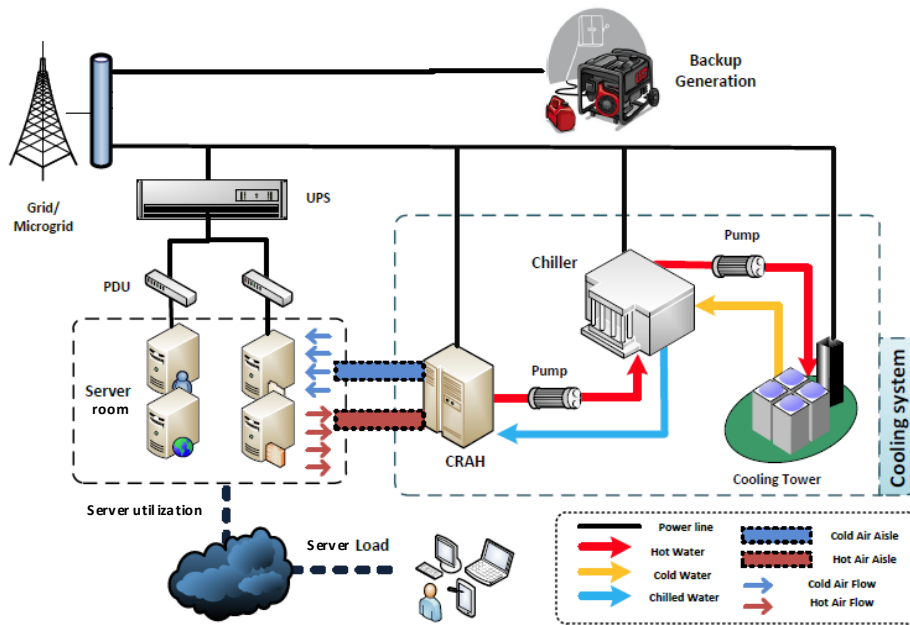 Backup
Generation
Grid/
Microgrid
UPS
PDU
Chiller
Pump
Server
room
Pump
CRAH
Cooling Tower
Cooling system
Server utilization
Server Load
Power line
Hot Water
Cold Water
Chilled Water
Cold Air Aisle
Hot Air Aisle
Cold Air Flow
Hot Air Flow